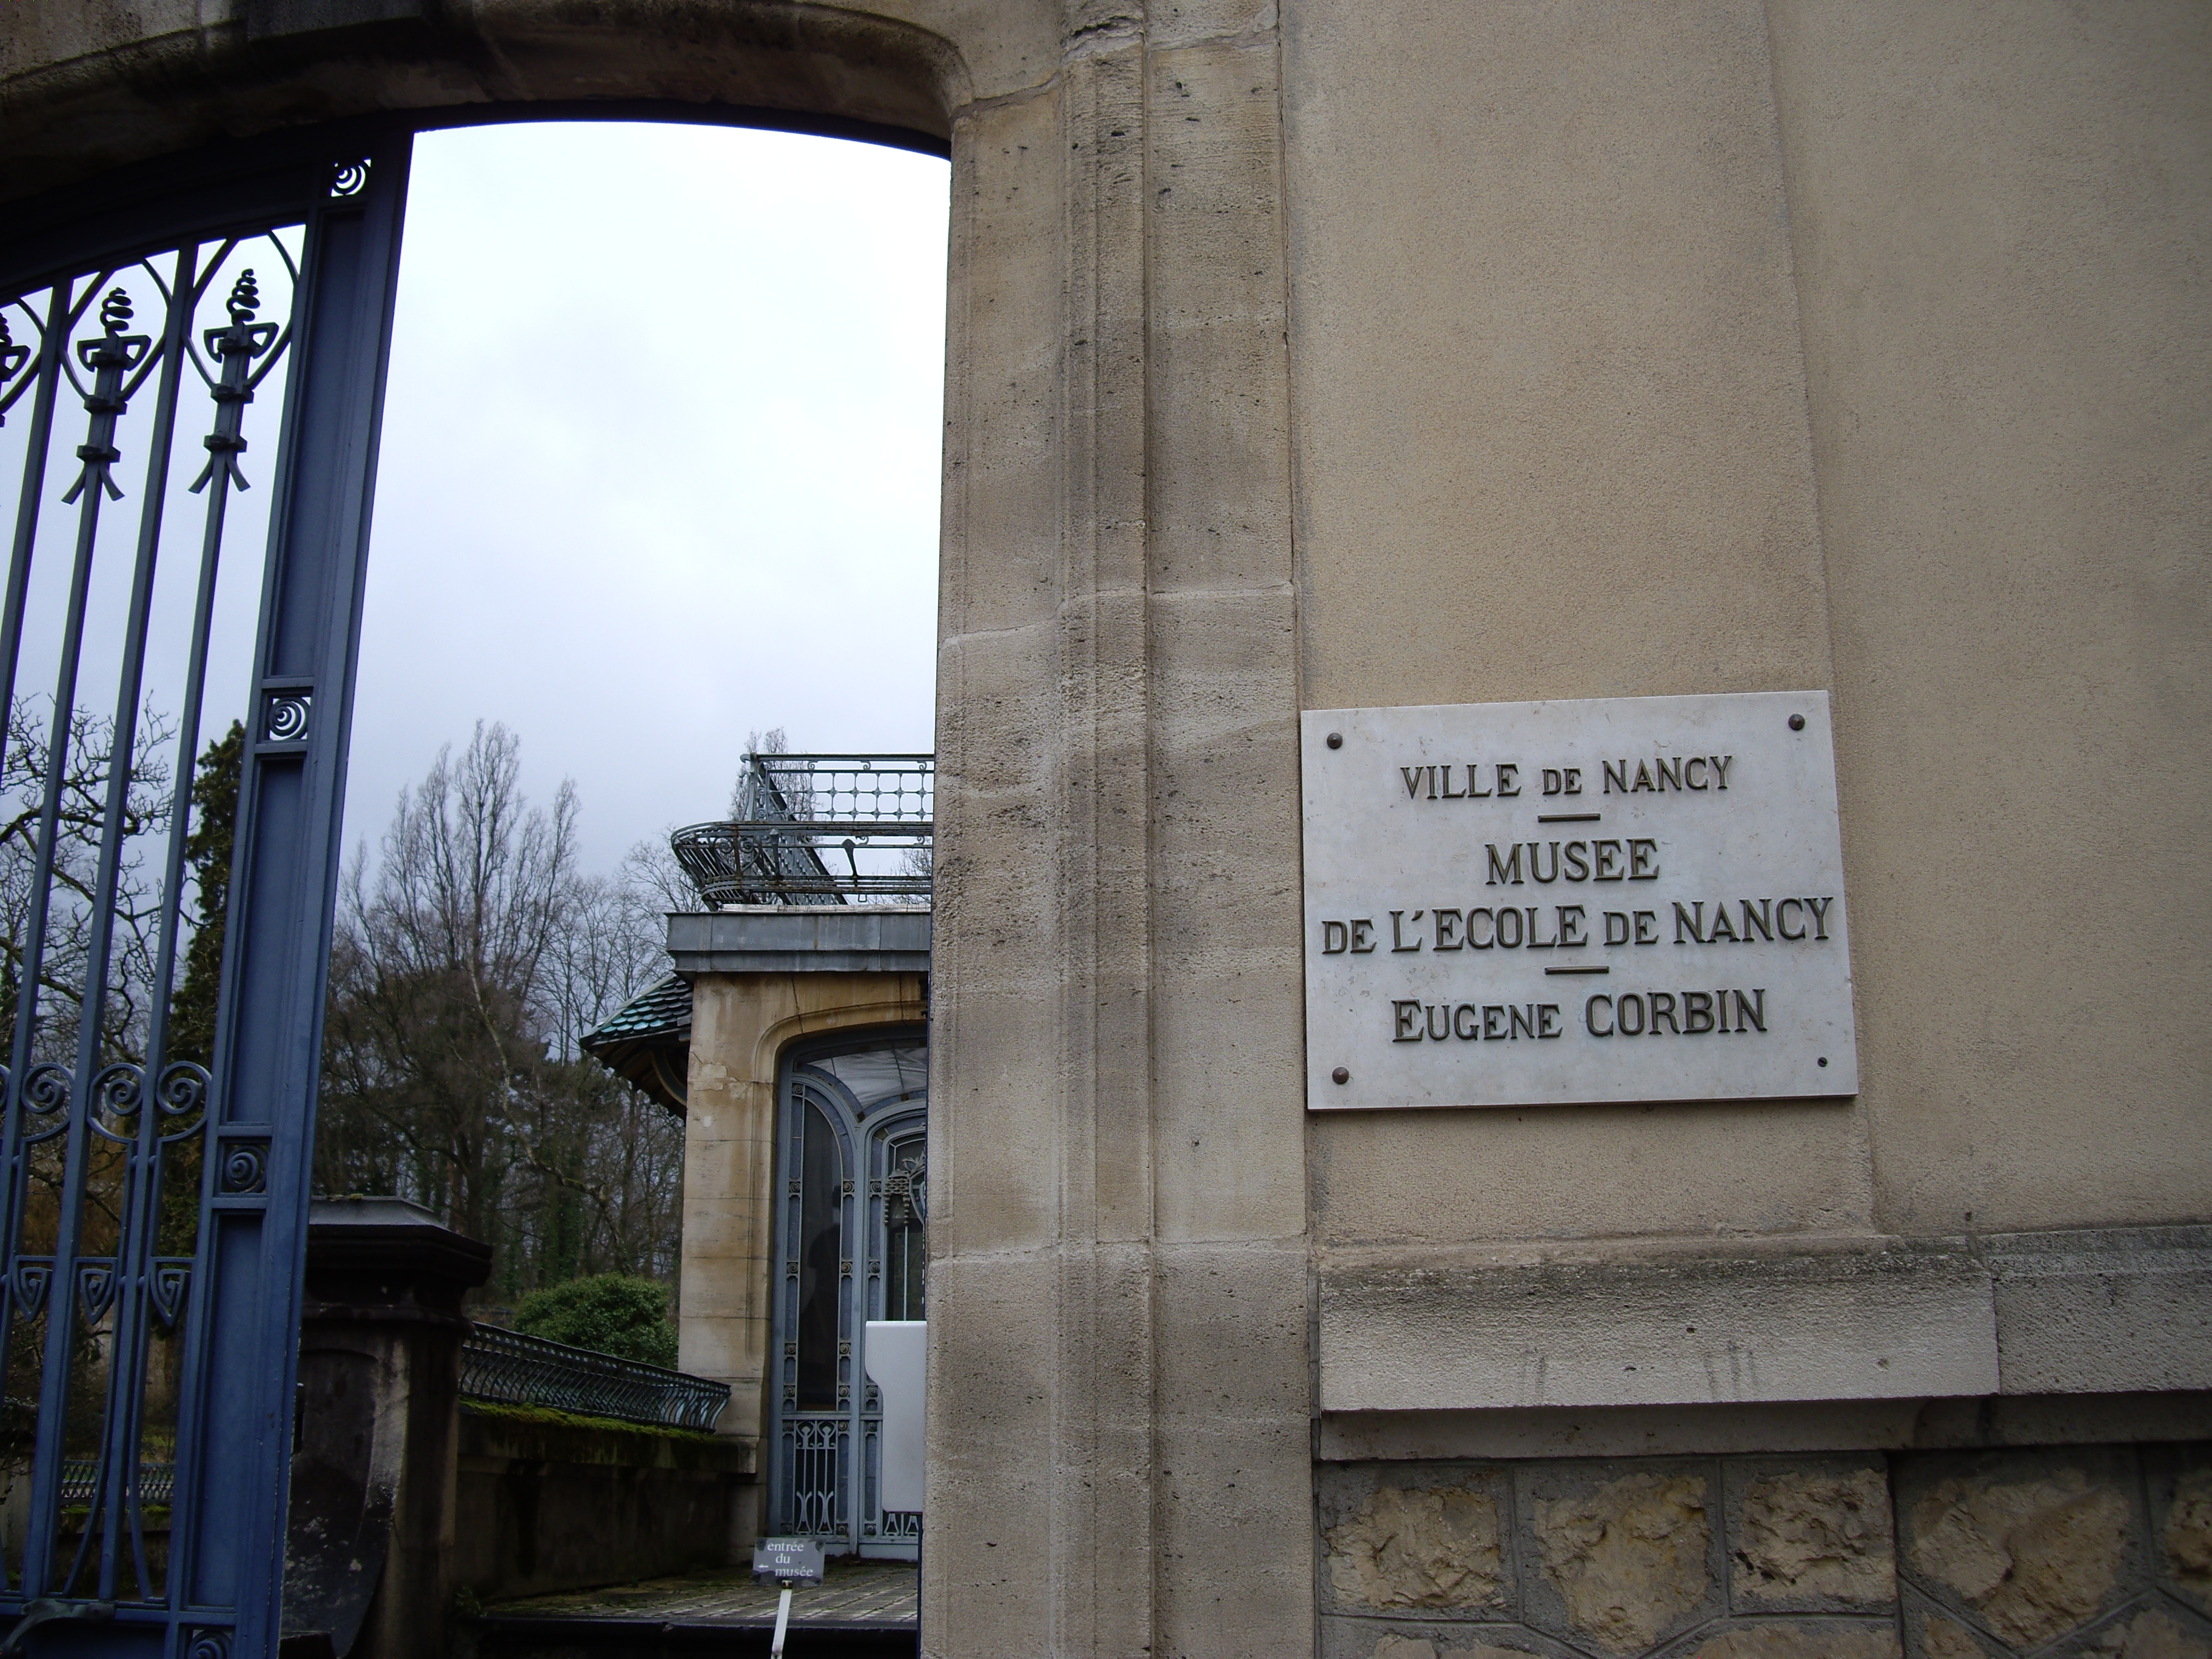 VILLE DE NANCY
MUSEE
DE L'ECOLE DE NANCY
EUGENE CORBIN
entrée
du
← musée